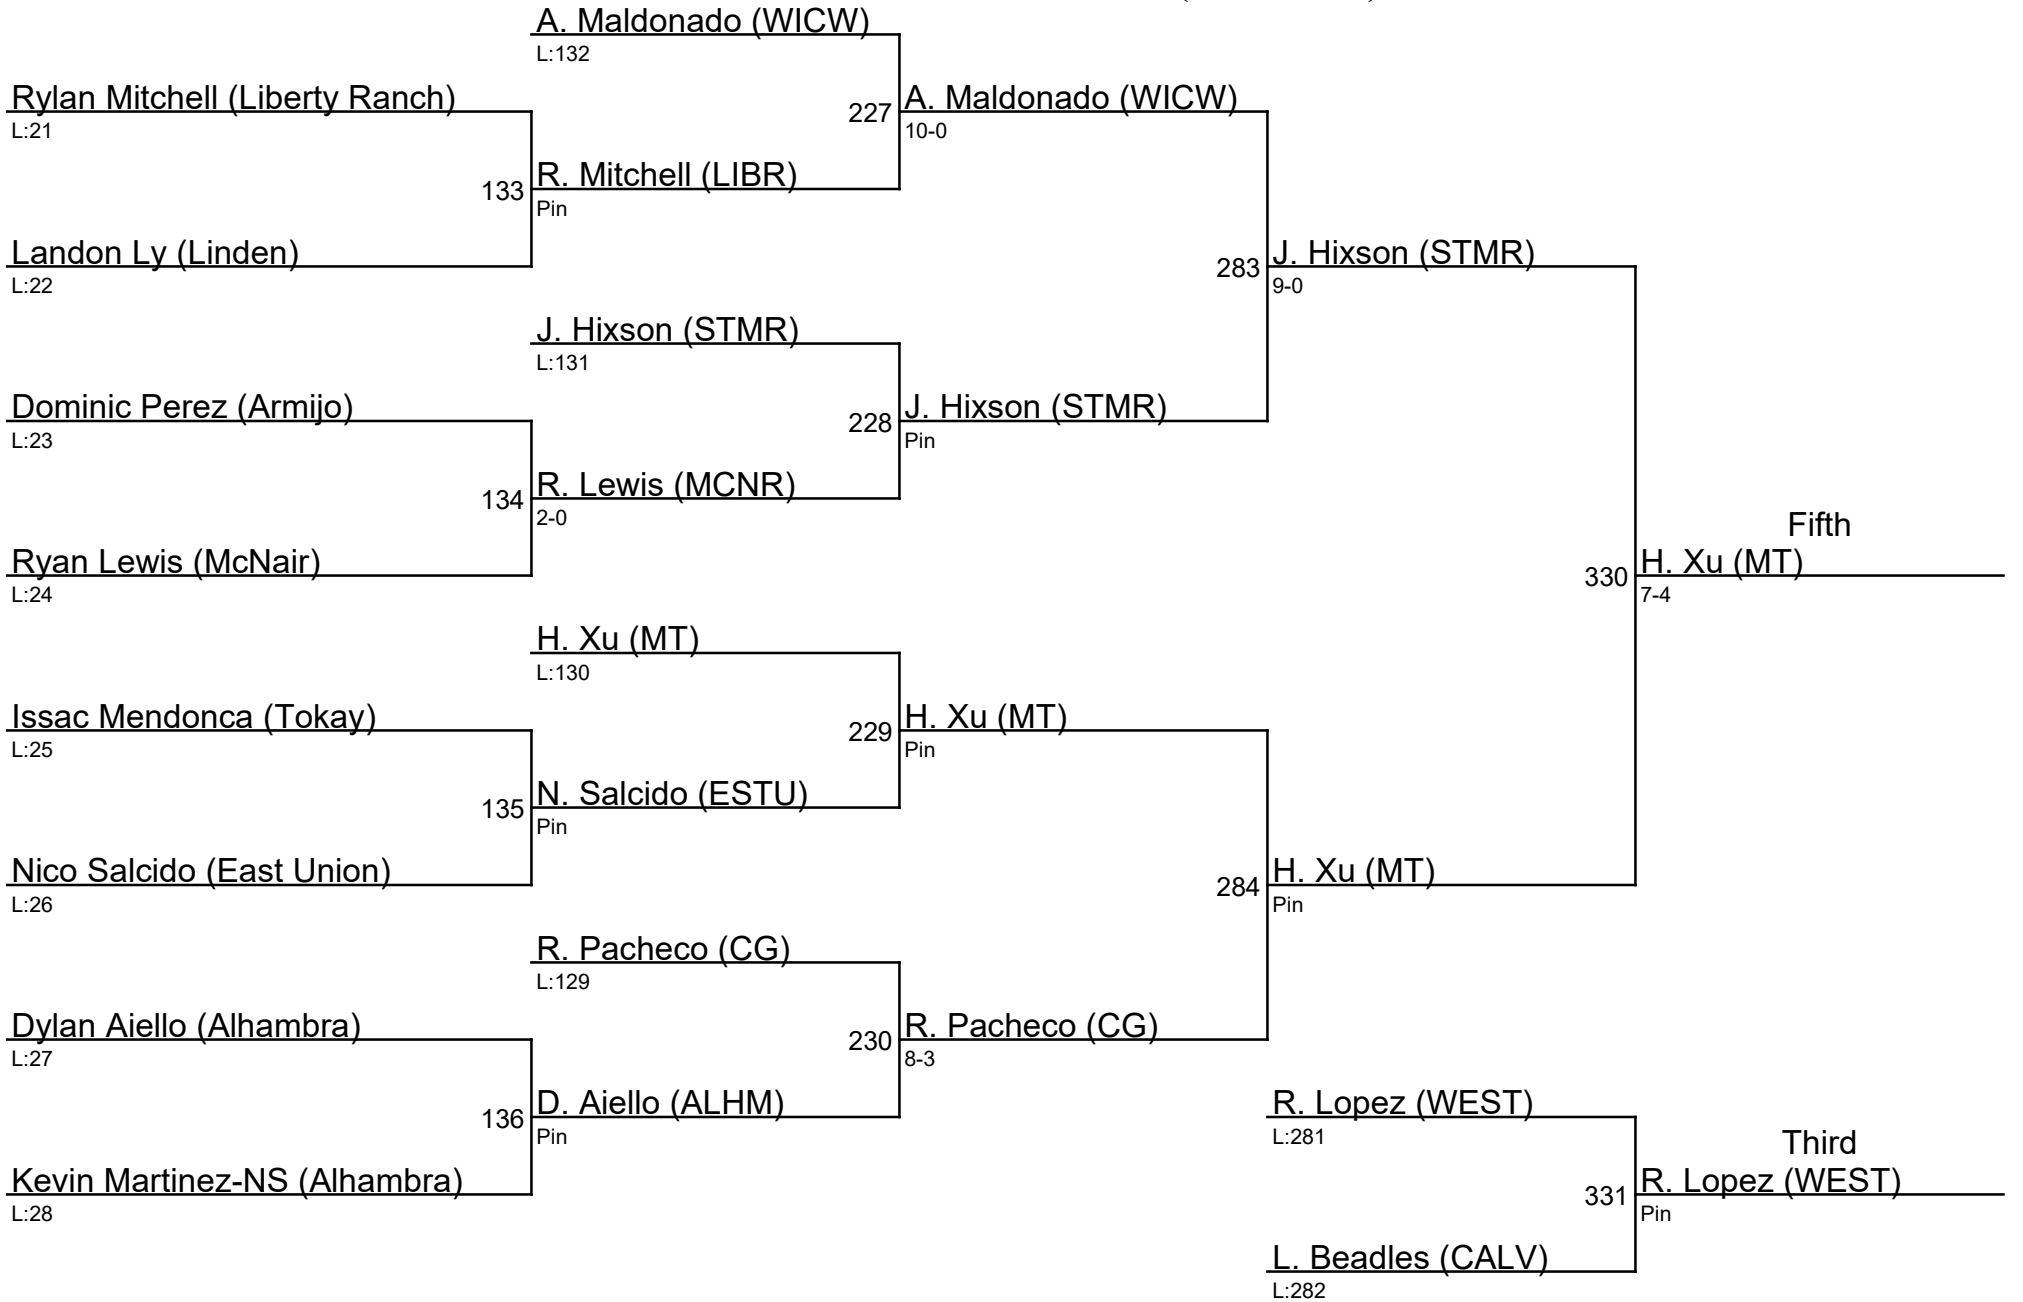 A. Maldonado (WICW)
L:132
Rylan Mitchell (Liberty Ranch)
L:21
227
A. Maldonado (WICW)
10-0
133
R. Mitchell (LIBR)
Pin
Landon Ly (Linden)
L:22
283
J. Hixson (STMR)
9-0
J. Hixson (STMR)
L:131
Dominic Perez (Armijo)
L:23
228
J. Hixson (STMR)
Pin
134
R. Lewis (MCNR)
2-0
Ryan Lewis (McNair)
L:24
Fifth
330
H. Xu (MT)
7-4
H. Xu (MT)
L:130
Issac Mendonca (Tokay)
L:25
229
H. Xu (MT)
Pin
135
N. Salcido (ESTU)
Pin
Nico Salcido (East Union)
L:26
284
H. Xu (MT)
Pin
R. Pacheco (CG)
L:129
Dylan Aiello (Alhambra)
L:27
230
R. Pacheco (CG)
8-3
136
D. Aiello (ALHM)
Pin
R. Lopez (WEST)
L:281
Kevin Martinez-NS (Alhambra)
L:28
Third
331
R. Lopez (WEST)
Pin
L. Beadles (CALV)
L:282